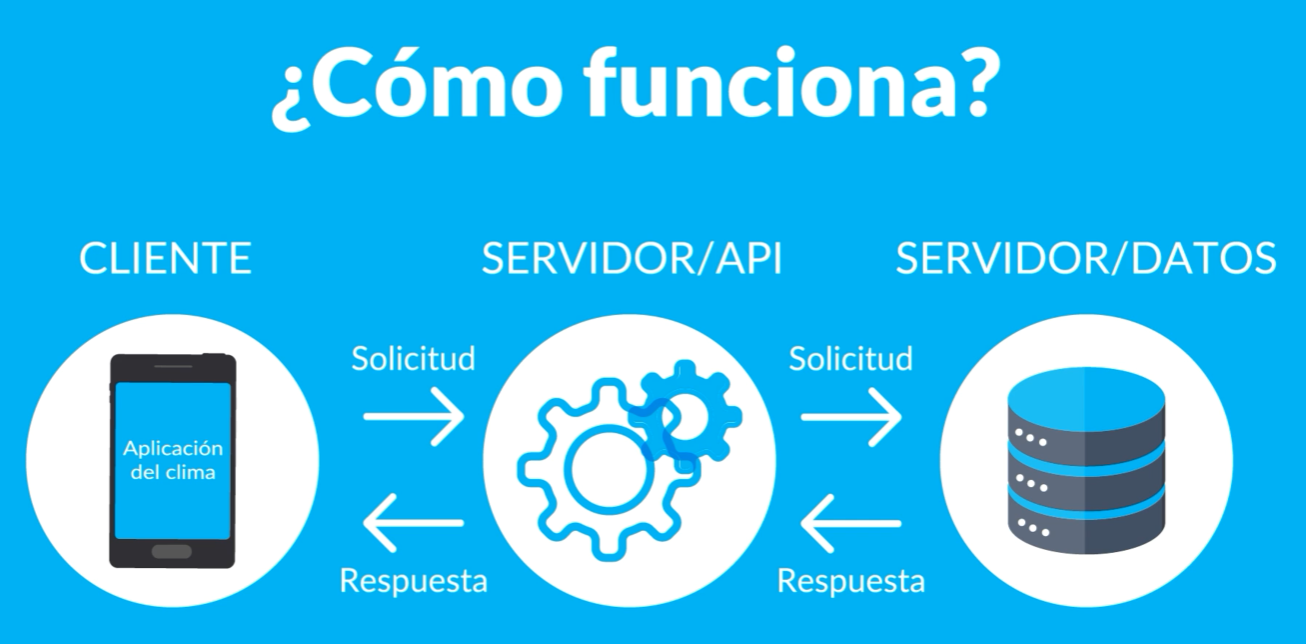 ¿Cómo funciona?
CLIENTE
SERVIDOR/API
SERVIDOR/DATOS
Aplicación
del clima
Solicitud
Respuesta
Solicitud
Respuesta